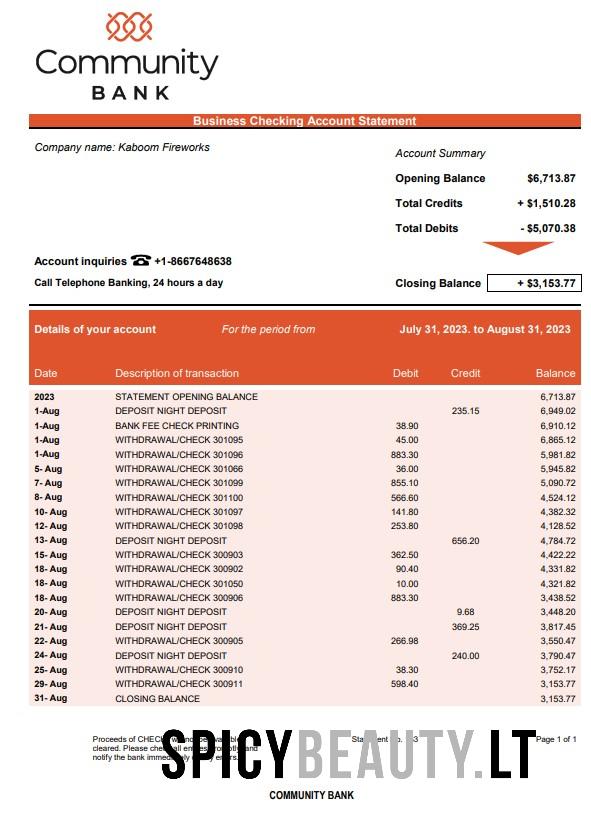 Community
BANK
Business Checking Account Statement
Company name: Kaboom Fireworks
Account Summary
Opening Balance $6,713.87
Total Credits + $1,510.28
Total Debits - $5,070.38
Account inquiries ☎ +1-8667648638
Call Telephone Banking, 24 hours a day
Closing Balance + $3,153.77
Details of your account For the period from July 31, 2023. to August 31, 2023
Date Description of transaction Debit Credit Balance
2023 STATEMENT OPENING BALANCE 6,713.87
1-Aug DEPOSIT NIGHT DEPOSIT 235.15 6,949.02
1-Aug BANK FEE CHECK PRINTING 38.90 6,910.12
1-Aug WITHDRAWAL/CHECK 301095 45.00 6,865.12
1-Aug WITHDRAWAL/CHECK 301096 883.30 5,981.82
5- Aug WITHDRAWAL/CHECK 301066 36.00 5,945.82
7- Aug WITHDRAWAL/CHECK 301099 855.10 5,090.72
8- Aug WITHDRAWAL/CHECK 301100 566.60 4,524.12
10- Aug WITHDRAWAL/CHECK 301097 141.80 4,382.32
12- Aug WITHDRAWAL/CHECK 301098 253.80 4,128.52
13- Aug DEPOSIT NIGHT DEPOSIT 656.20 4,784.72
15- Aug WITHDRAWAL/CHECK 300903 362.50 4,422.22
18- Aug WITHDRAWAL/CHECK 300902 90.40 4,331.82
18- Aug WITHDRAWAL/CHECK 301050 10.00 4,321.82
18- Aug WITHDRAWAL/CHECK 300906 883.30 3,438.52
20- Aug DEPOSIT NIGHT DEPOSIT 9.68 3,448.20
21- Aug DEPOSIT NIGHT DEPOSIT 369.25 3,817.45
22- Aug WITHDRAWAL/CHECK 300905 266.98 3,550.47
24- Aug DEPOSIT NIGHT DEPOSIT 240.00 3,790.47
25- Aug WITHDRAWAL/CHECK 300910 38.30 3,752.17
29- Aug WITHDRAWAL/CHECK 300911 598.40 3,153.77
31- Aug CLOSING BALANCE 3,153.77
Proceeds of Page 1 of 1
cleared. Please
notify the bank
SPICYBEAUTY.LT
COMMUNITY BANK